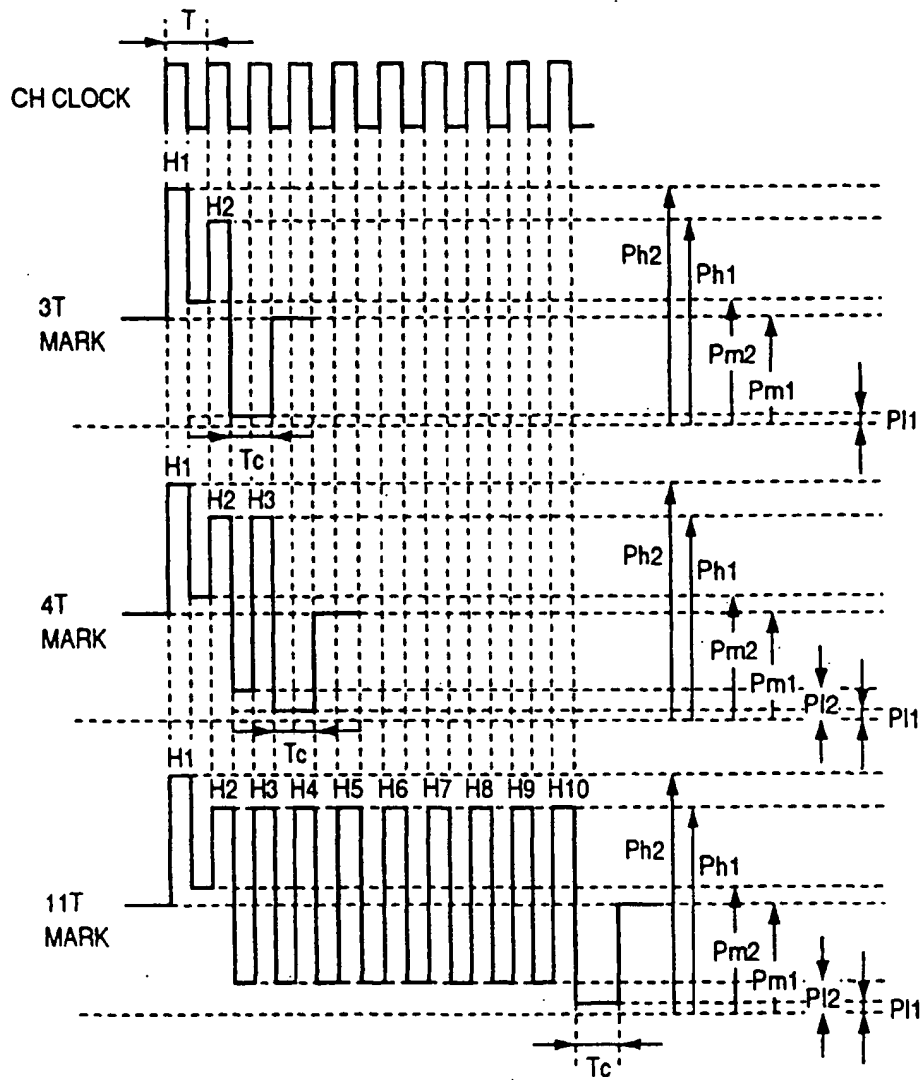 T
CH CLOCK
H1
H2
3T
MARK
Ph2
Ph1
Pm2
Pm1
Pl1
Tc
H1
H2 H3
4T
MARK
Ph2
Ph1
Pm2
Pm1
Pl2
Pl1
Tc
H1
H2 H3 H4 H5 H6 H7 H8 H9 H10
11T
MARK
Ph2
Ph1
Pm2
Pm1
Pl2
Pl1
Tc